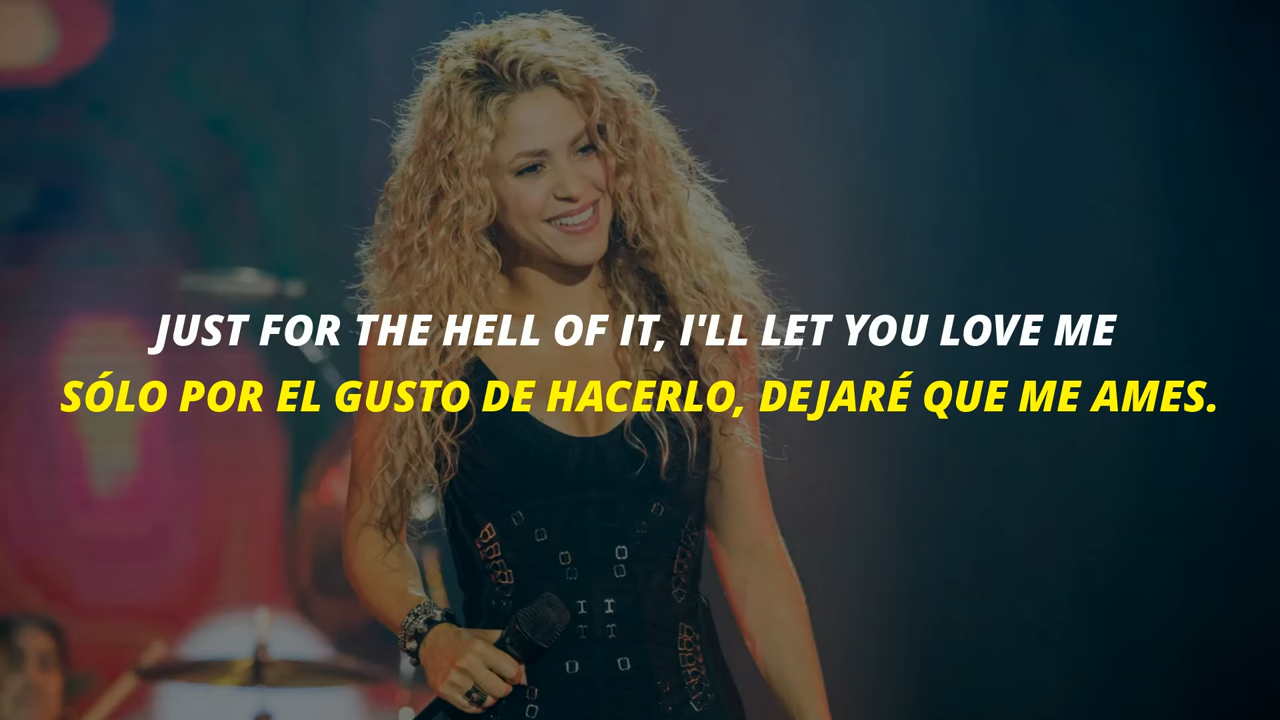 JUST FOR THE HELL OF IT, I'LL LET YOU LOVE ME
SÓLO POR EL GUSTO DE HACERLO, DEJARÉ QUE ME AMES.